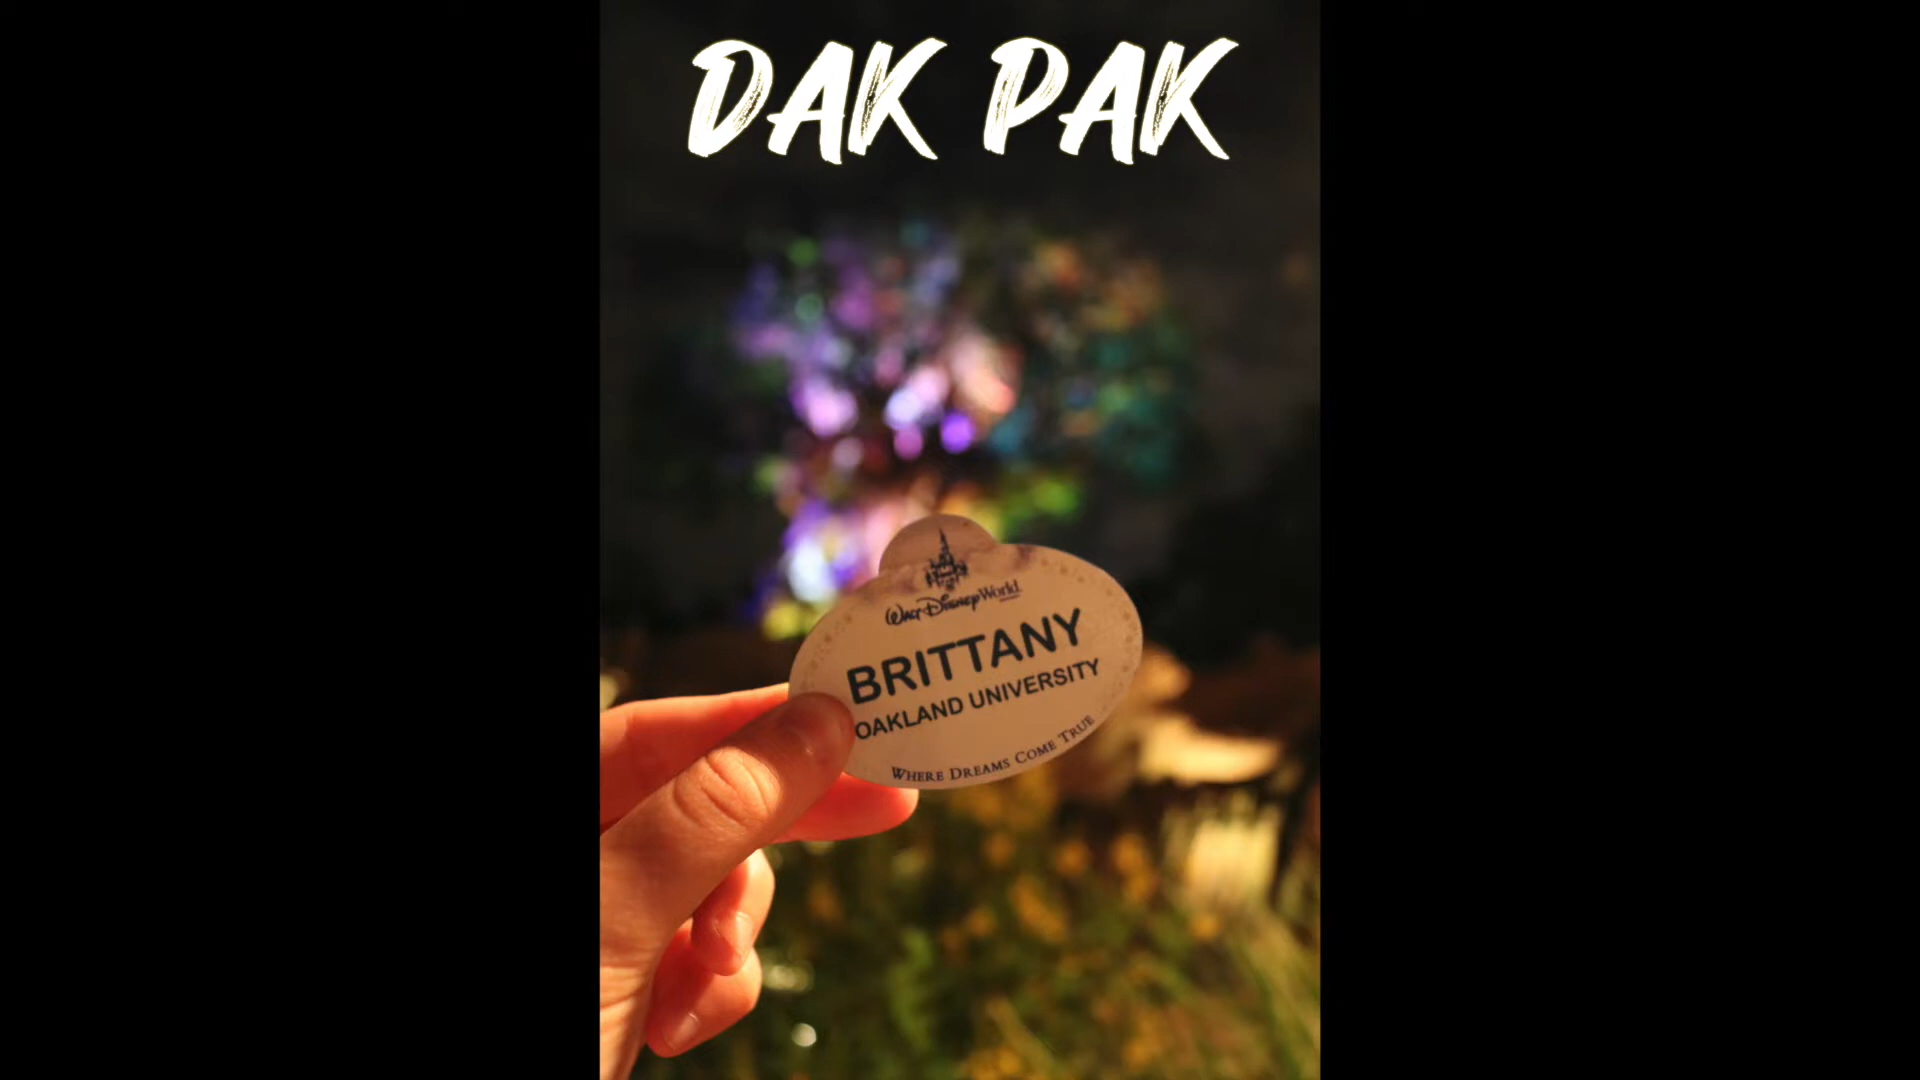 DAK PAK
Walt Disney World
BRITTANY
OAKLAND UNIVERSITY
WHERE DREAMS COME TRUE